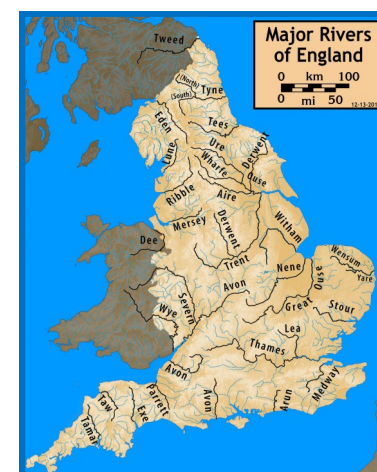 Major Rivers
of England
0 km 100
0 mi 50
Tweed
(North)
Tyne
(South)
Eden
Tees
Lune
Ure
Derwent
Wharfe
Ouse
Ribble
Aire
Mersey
Derwent
Witham
Dee
Trent
Wensum
Yare
Nene
Ouse
Avon
Severn
Wye
Great
Stour
Lea
Thames
Avon
Parrett
Avon
Arun
Medway
Taw
Exe
Tamar